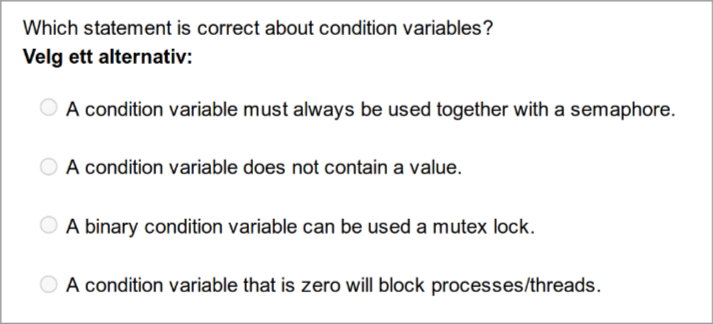 Which statement is correct about condition variables?
Velg ett alternativ:
A condition variable must always be used together with a semaphore.
A condition variable does not contain a value.
A binary condition variable can be used a mutex lock.
A condition variable that is zero will block processes/threads.